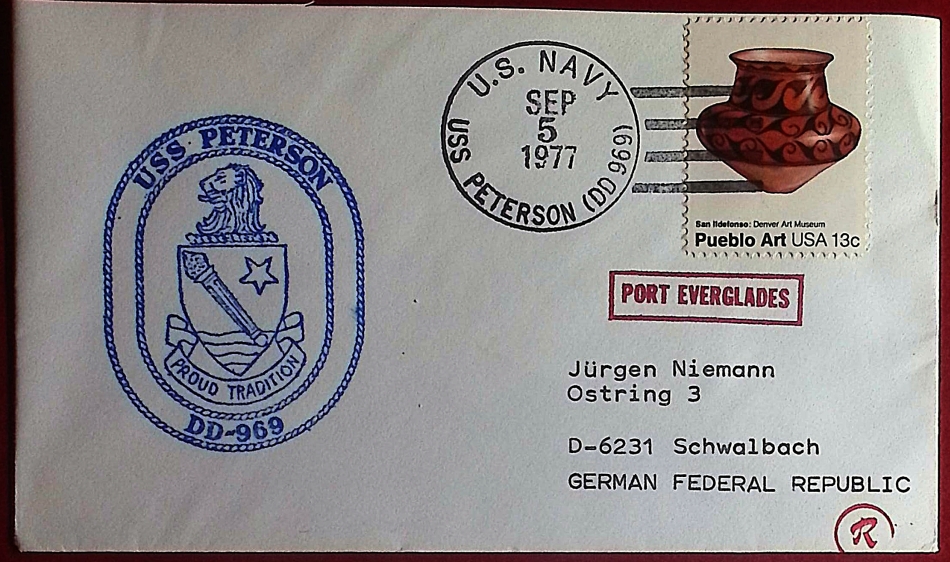 USS PETERSON
PROUD TRADITION
DD-969
U.S. NAVY
SEP
5
1977
USS PETERSON (DD 969)
San Ildefonso: Denver Art Museum
Pueblo Art USA 13c
PORT EVERGLADES
Jürgen Niemann
Ostring 3
D-6231 Schwalbach
GERMAN FEDERAL REPUBLIC
R